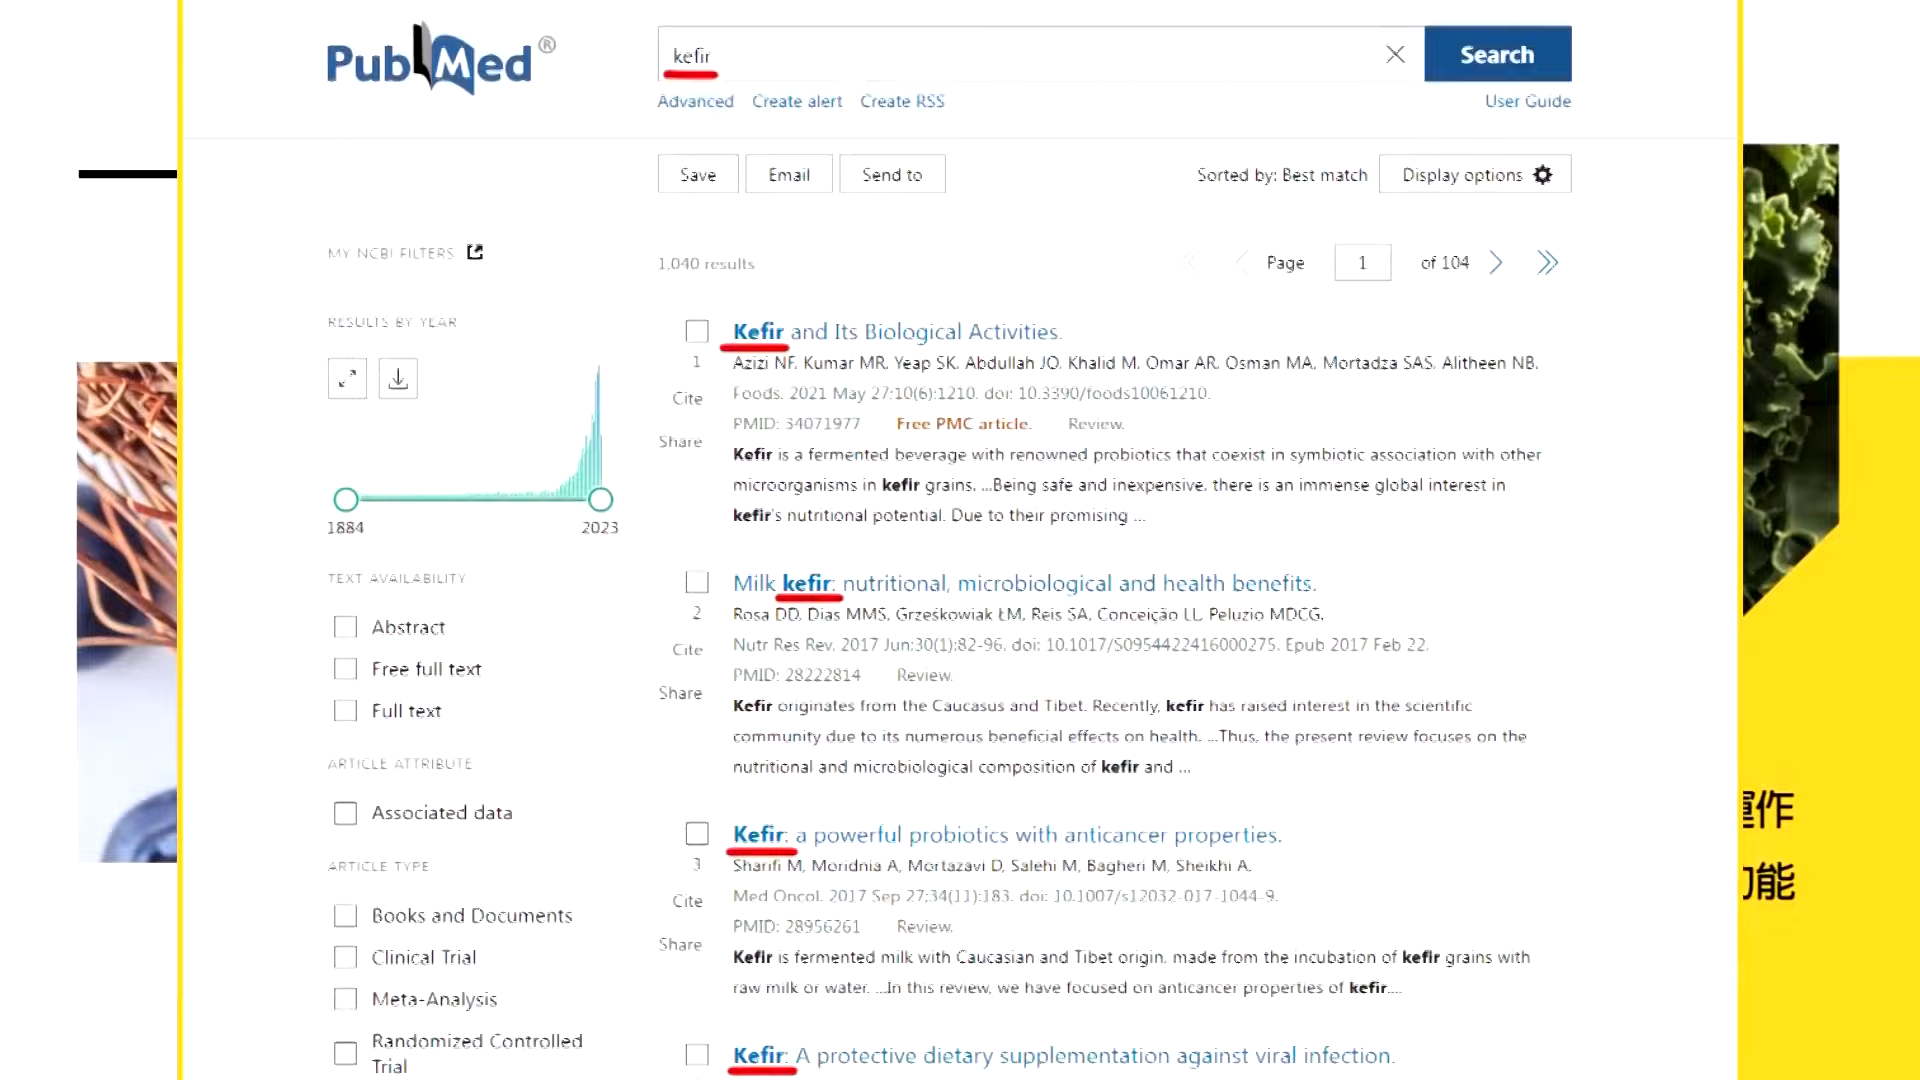 PubMed®
kefir
Search
Advanced Create alert Create RSS
User Guide
Save Email Send to
Sorted by: Best match Display options
MY NCBI FILTERS
1,040 results
Page 1 of 104
RESULTS BY YEAR
1884 2023
TEXT AVAILABILITY
Abstract
Free full text
Full text
ARTICLE ATTRIBUTE
Associated data
ARTICLE TYPE
Books and Documents
Clinical Trial
Meta-Analysis
Randomized Controlled
Trial
Kefir and Its Biological Activities.
1
Azizi NF, Kumar MR, Yeap SK, Abdullah JO, Khalid M, Omar AR, Osman MA, Mortadza SAS, Alitheen NB.
Cite
Foods. 2021 May 27;10(6):1210. doi: 10.3390/foods10061210.
PMID: 34071977 Free PMC article. Review.
Share
Kefir is a fermented beverage with renowned probiotics that coexist in symbiotic association with other
microorganisms in kefir grains. ...Being safe and inexpensive, there is an immense global interest in
kefir's nutritional potential. Due to their promising ...
Milk kefir: nutritional, microbiological and health benefits.
2
Rosa DD, Dias MMS, Grześkowiak ŁM, Reis SA, Conceição LL, Peluzio MDCG.
Cite
Nutr Res Rev. 2017 Jun;30(1):82-96. doi: 10.1017/S0954422416000275. Epub 2017 Feb 22.
PMID: 28222814 Review.
Share
Kefir originates from the Caucasus and Tibet. Recently, kefir has raised interest in the scientific
community due to its numerous beneficial effects on health. ...Thus, the present review focuses on the
nutritional and microbiological composition of kefir and ...
Kefir: a powerful probiotics with anticancer properties.
3
Sharifi M, Moridnia A, Mortazavi D, Salehi M, Bagheri M, Sheikhi A.
Cite
Med Oncol. 2017 Sep 27;34(11):183. doi: 10.1007/s12032-017-1044-9.
PMID: 28956261 Review.
Share
Kefir is fermented milk with Caucasian and Tibet origin, made from the incubation of kefir grains with
raw milk or water. ...In this review, we have focused on anticancer properties of kefir....
Kefir: A protective dietary supplementation against viral infection.
作
能